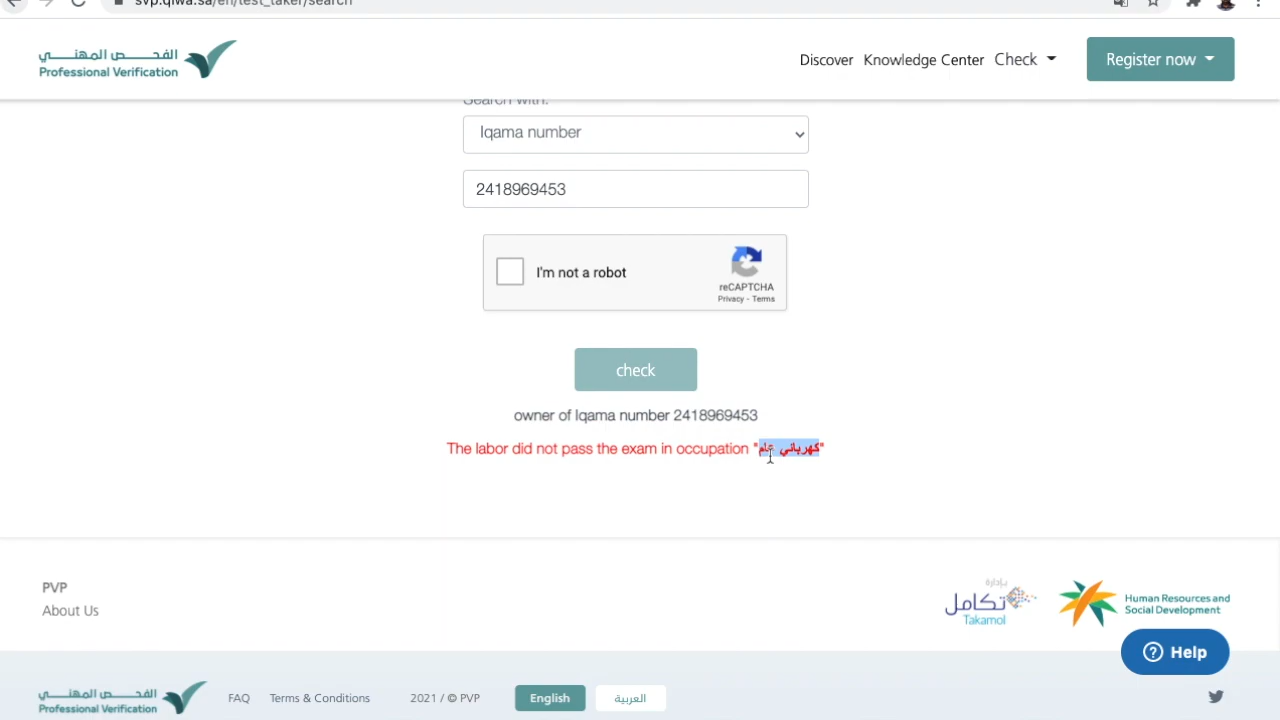 svp.qiwa.sa/en/test_taker/search
الفحص المهني
Professional Verification
Discover Knowledge Center Check Register now
Search with:
Iqama number
2418969453
I'm not a robot
reCAPTCHA
Privacy - Terms
check
owner of Iqama number 2418969453
The labor did not pass the exam in occupation "كهربائي عام"
PVP
About Us
بإدارة
تكامل
Takamol
Human Resources and
Social Development
Help
الفحص المهني
Professional Verification
FAQ Terms & Conditions 2021 / © PVP English العربية